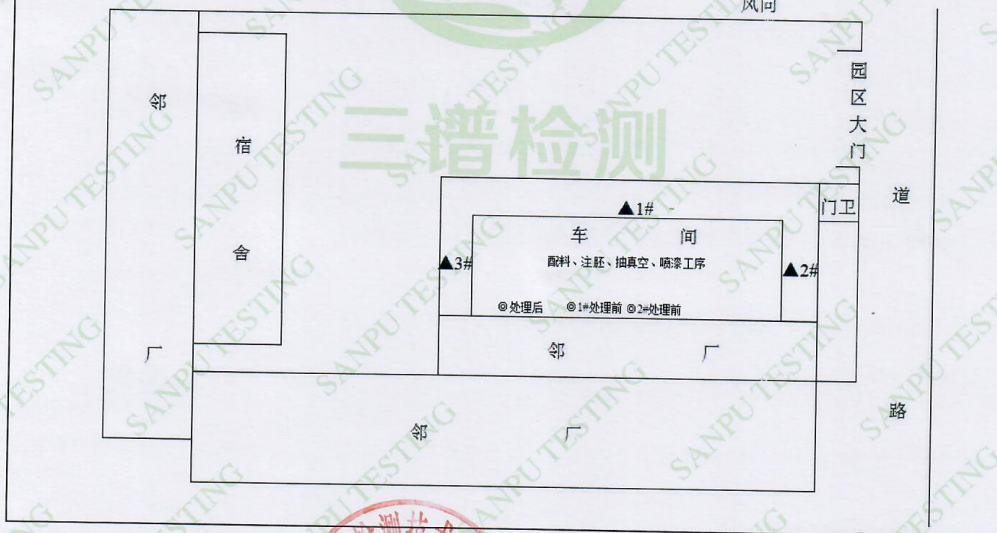 风向
SANPU TESTING
三谱检测
园区大门
邻厂
宿舍
道路
门卫
▲1#
车间
配料、注胚、抽真空、喷漆工序
▲3#
▲2#
◎处理后 ◎1#处理前 ◎2#处理前
邻厂
邻厂